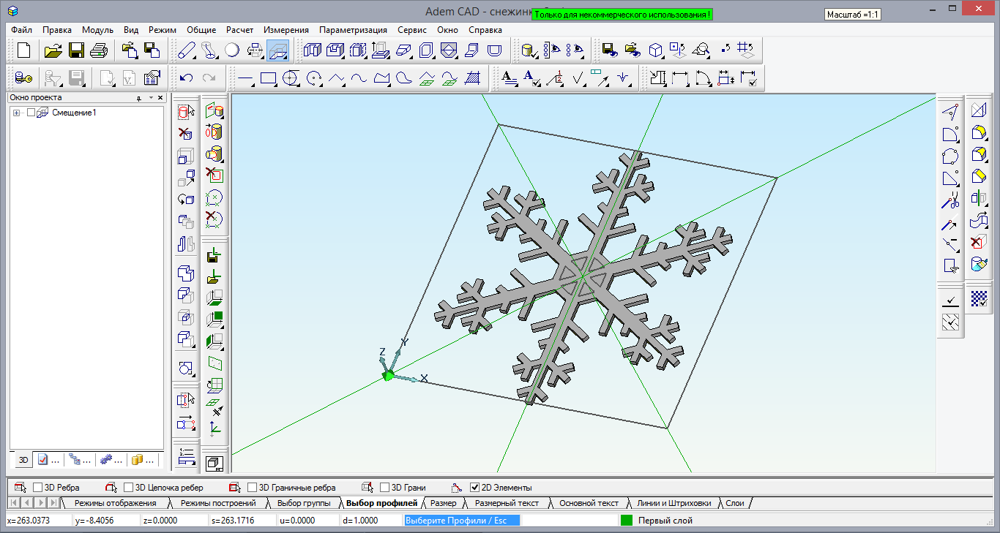 Adem CAD - снежинк
Только для некоммерческого использования !
Масштаб =1:1
Файл Правка Модуль Вид Режим Общие Расчет Измерения Параметризация Сервис Окно Справка
Окно проекта
Смещение1
Z
Y
X
3D ... ... ... ...
3D Ребра 3D Цепочка ребер 3D Граничные ребра 3D Грани 2D Элементы
Режимы отображения Режимы построений Выбор группы Выбор профилей Размер Размерный текст Основной текст Линии и Штриховки Слои
x=263.0373 y=-8.4056 z=0.0000 s=263.1716 u=0.0000 d=1.0000 Выберите Профили / Esc Первый слой